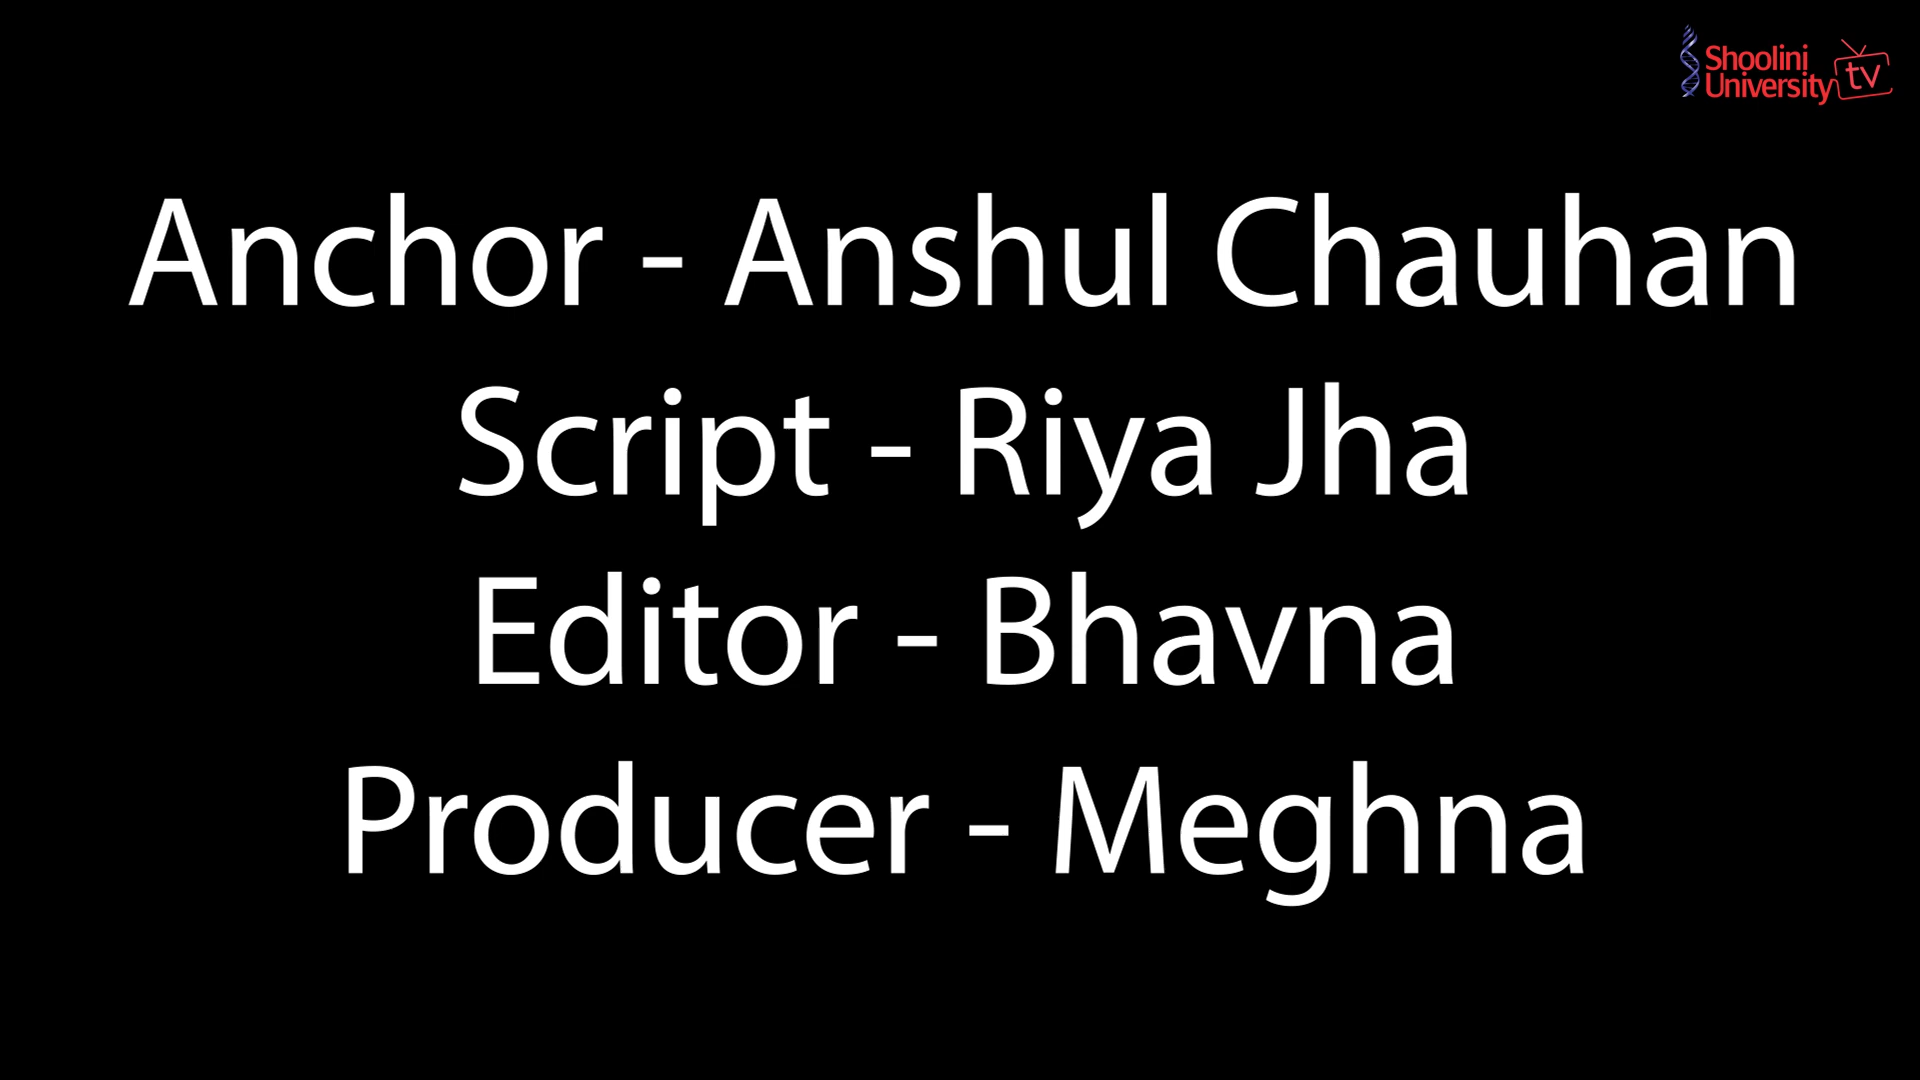 Shoolini
University tv
Anchor - Anshul Chauhan
Script - Riya Jha
Editor - Bhavna
Producer - Meghna